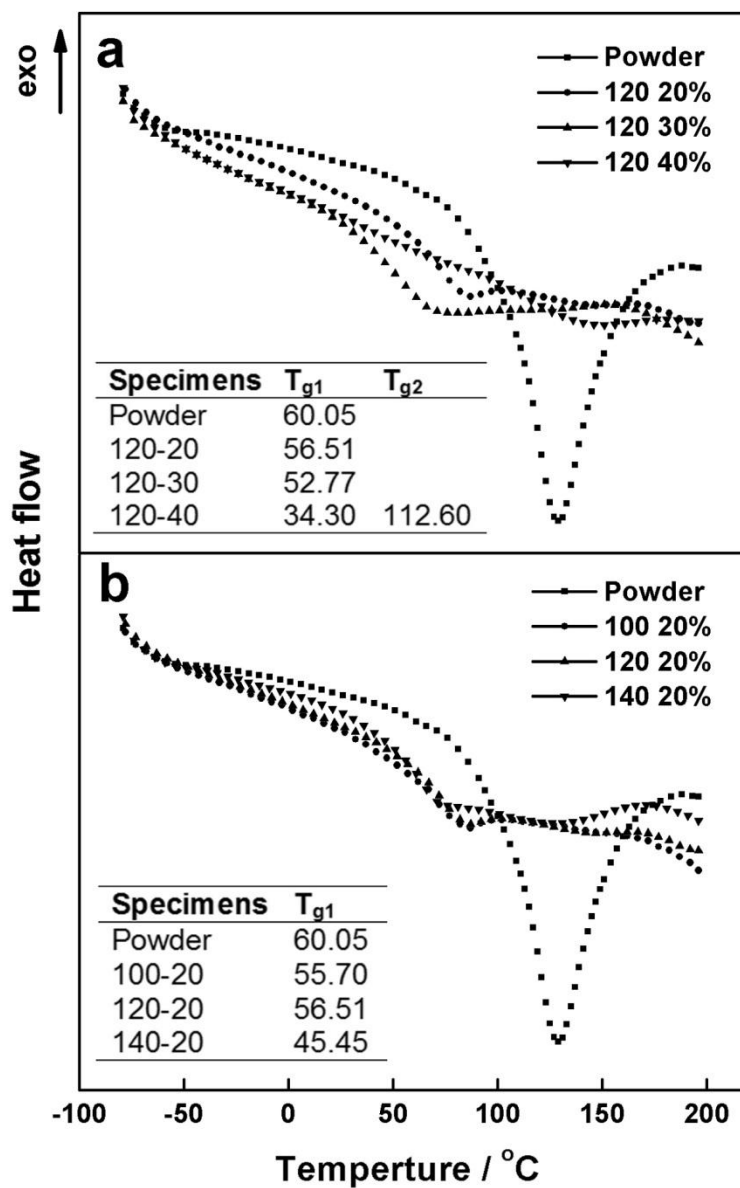 exo
a
Powder
120 20%
120 30%
120 40%
Specimens Tg1 Tg2
Powder 60.05
120-20 56.51
120-30 52.77
120-40 34.30 112.60
Heat flow
b
Powder
100 20%
120 20%
140 20%
Specimens Tg1
Powder 60.05
100-20 55.70
120-20 56.51
140-20 45.45
-100 -50 0 50 100 150 200
Temperture / °C